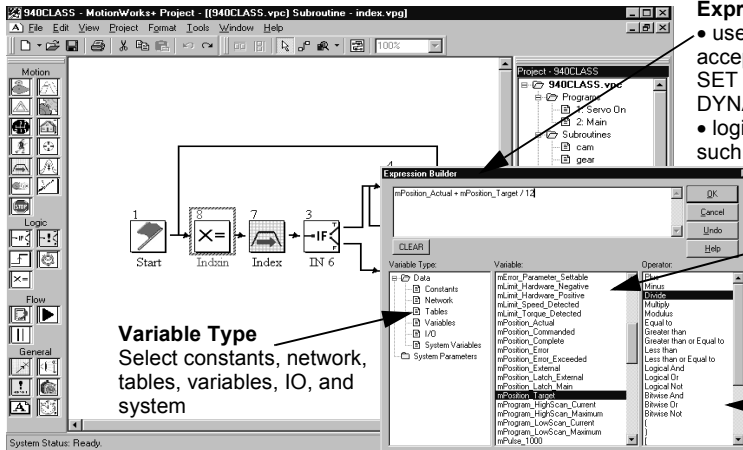 940CLASS - MotionWorks+ Project - [(940CLASS.vpc) Subroutine - index.vpg]
File Edit View Project Format Tools Window Help
100%
Motion
Logic
Flow
General
Project - 940CLASS
940CLASS.vpc
Programs
1: Servo On
2: Main
Subroutines
cam
gear
1
8
7
3
4
Start
Indxin
Index
IN 6
Expr
• use
accep
SET
DYNA
• logi
such
Expression Builder
mPosition_Actual + mPosition_Target / 12
OK
Cancel
Undo
Help
CLEAR
Variable Type:
Data
Constants
Network
Tables
Variables
I/O
System Variables
System Parameters
Variable:
mError_Parameter_Settable
mLimit_Hardware_Negative
mLimit_Hardware_Positive
mLimit_Speed_Detected
mLimit_Torque_Detected
mPosition_Actual
mPosition_Commanded
mPosition_Complete
mPosition_Error
mPosition_Error_Exceeded
mPosition_External
mPosition_Latch_External
mPosition_Latch_Main
mPosition_Target
mProgram_HighScan_Current
mProgram_HighScan_Maximum
mProgram_LowScan_Current
mProgram_LowScan_Maximum
mPulse_1000
Operator:
Plus
Minus
Divide
Multiply
Modulus
Equal to
Greater than
Greater than or Equal to
Less than
Less than or Equal to
Logical And
Logical Or
Logical Not
Bitwise And
Bitwise Or
Bitwise Not
(
)
[
Variable Type
Select constants, network,
tables, variables, IO, and
system
System Status: Ready.